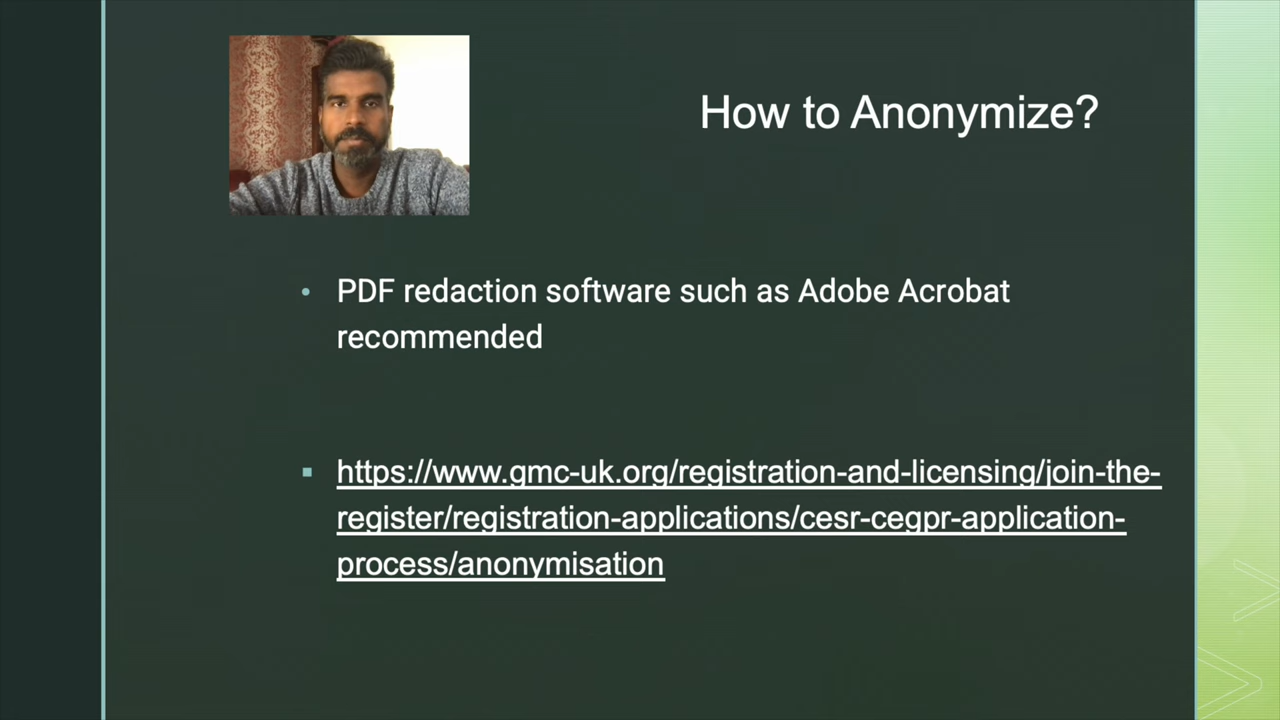 How to Anonymize?
PDF redaction software such as Adobe Acrobat
recommended
https://www.gmc-uk.org/registration-and-licensing/join-the-
register/registration-applications/cesr-cegpr-application-
process/anonymisation